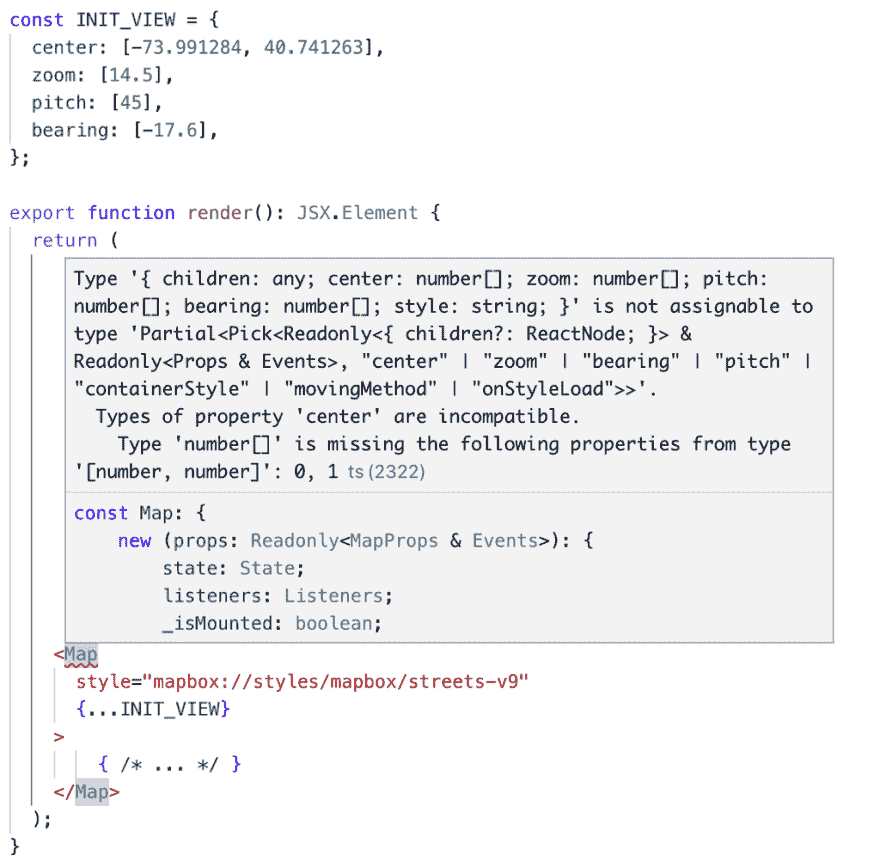 const INIT_VIEW = {
  center: [-73.991284, 40.741263],
  zoom: [14.5],
  pitch: [45],
  bearing: [-17.6],
};
export function render(): JSX.Element {
  return (
Type '{ children: any; center: number[]; zoom: number[]; pitch:
number[]; bearing: number[]; style: string; }' is not assignable to
type 'Partial<Pick<Readonly<{ children?: ReactNode; }> &
Readonly<Props & Events>, "center" | "zoom" | "bearing" | "pitch" |
"containerStyle" | "movingMethod" | "onStyleLoad">>'.
  Types of property 'center' are incompatible.
    Type 'number[]' is missing the following properties from type
'[number, number]': 0, 1 ts(2322)
const Map: {
    new (props: Readonly<MapProps & Events>): {
        state: State;
        listeners: Listeners;
        _isMounted: boolean;
    <Map
      style="mapbox://styles/mapbox/streets-v9"
      {...INIT_VIEW}
    >
        { /* ... */ }
    </Map>
  );
}